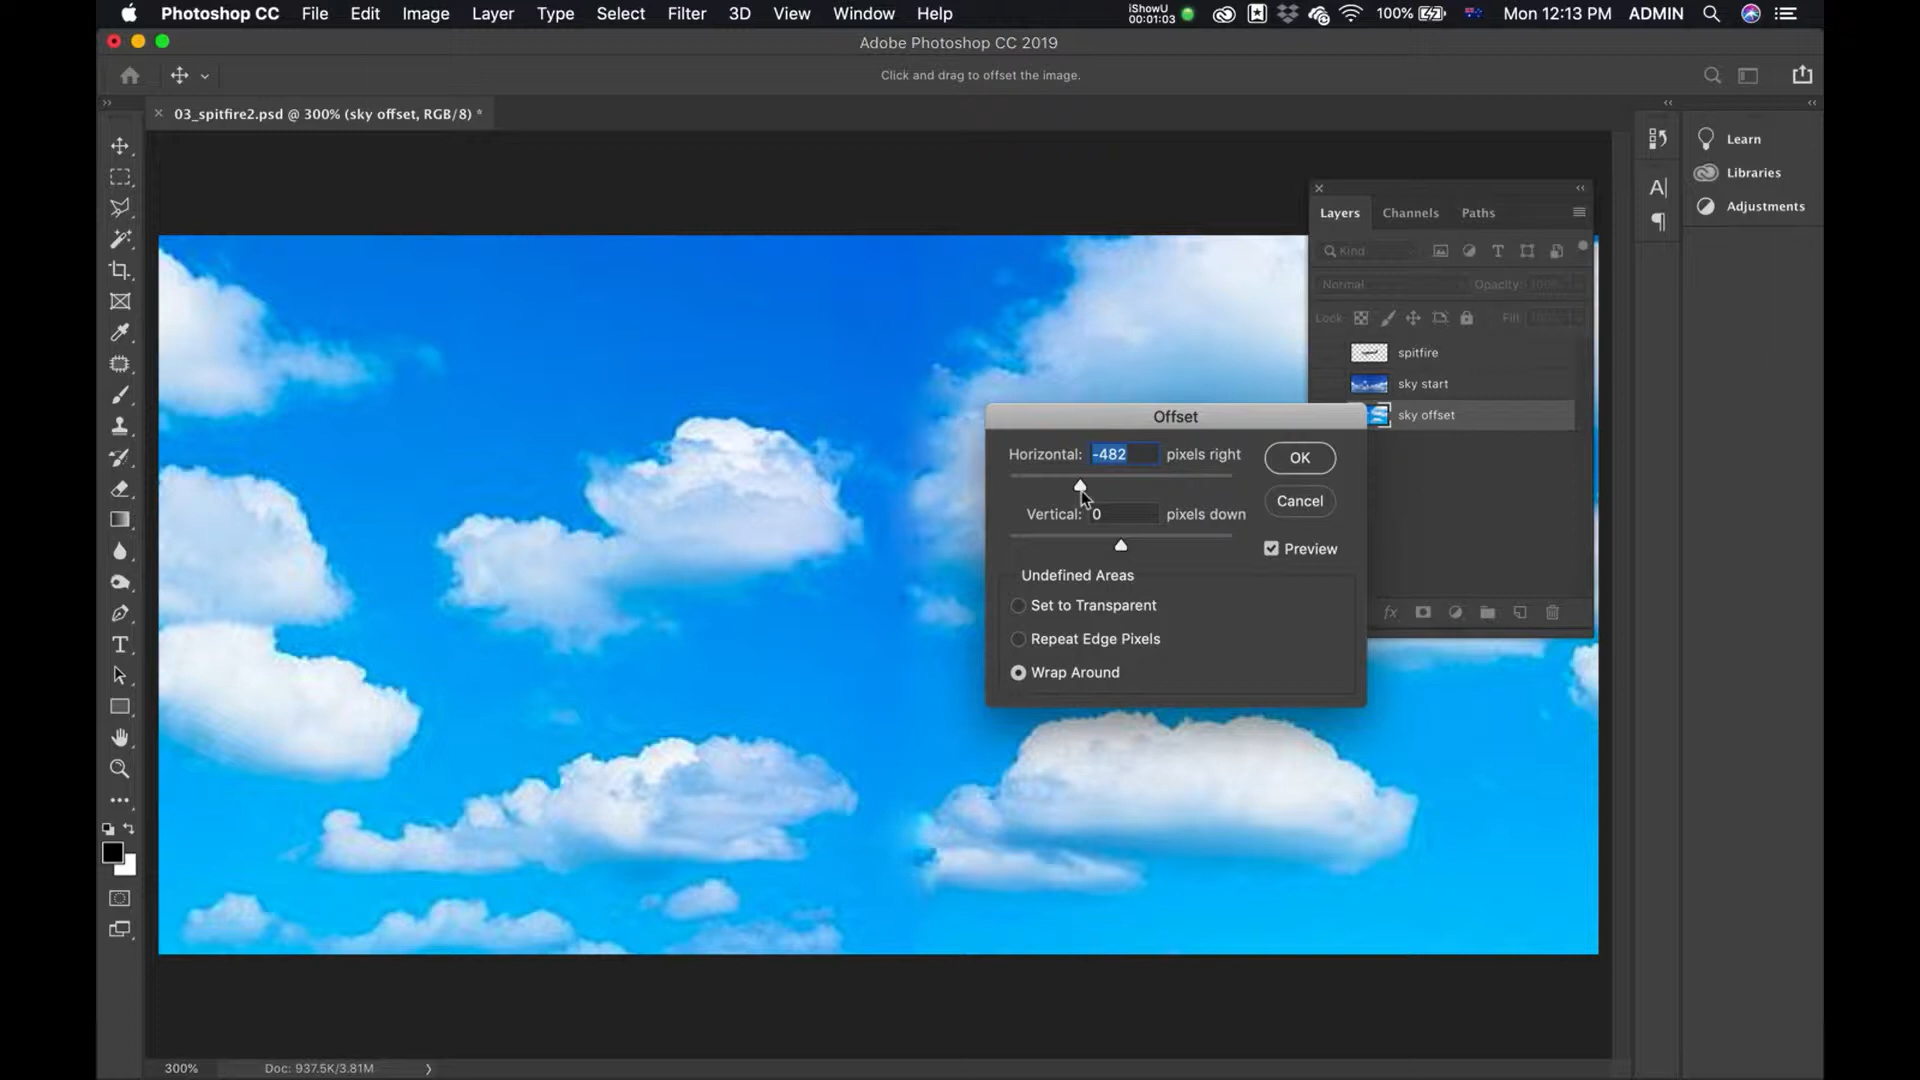 Photoshop CC File Edit Image Layer Type Select Filter 3D View Window Help iShowU 00:01:03 100% Mon 12:13 PM ADMIN
Adobe Photoshop CC 2019
Click and drag to offset the image.
03_spitfire2.psd @ 300% (sky offset, RGB/8) *
Learn
Libraries
Adjustments
Layers Channels Paths
Kind
Normal Opacity: 100%
Lock: Fill: 100%
spitfire
sky start
sky offset
Offset
Horizontal: -482 pixels right
OK
Cancel
Vertical: 0 pixels down
Preview
Undefined Areas
Set to Transparent
Repeat Edge Pixels
Wrap Around
300% Doc: 937.5K/3.81M